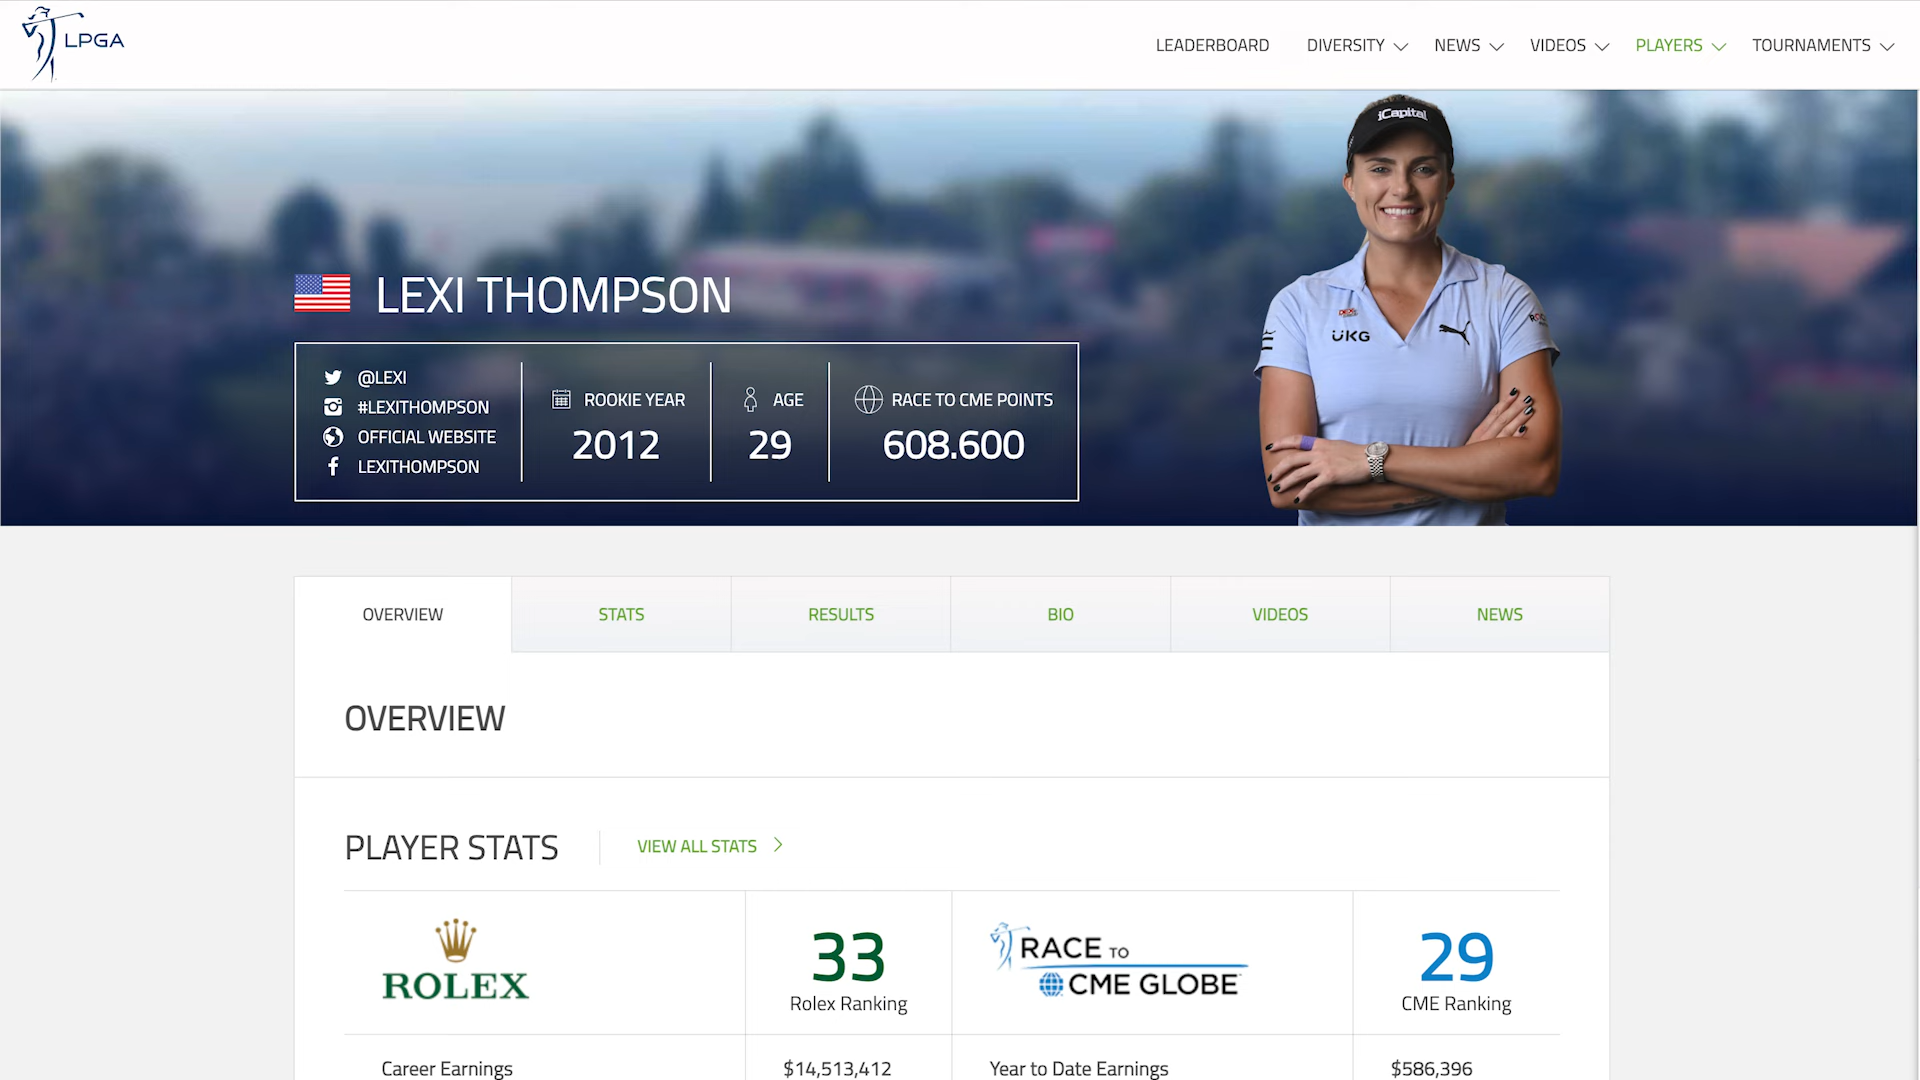 LPGA
LEADERBOARD DIVERSITY NEWS VIDEOS PLAYERS TOURNAMENTS
iCapital
LEXI THOMPSON
ÜKG
@LEXI
#LEXITHOMPSON
OFFICIAL WEBSITE
LEXITHOMPSON
ROOKIE YEAR
2012
AGE
29
RACE TO CME POINTS
608.600
OVERVIEW STATS RESULTS BIO VIDEOS NEWS
OVERVIEW
PLAYER STATS VIEW ALL STATS
ROLEX
33
Rolex Ranking
RACE TO
CME GLOBE
29
CME Ranking
Career Earnings $14,513,412 Year to Date Earnings $586,396